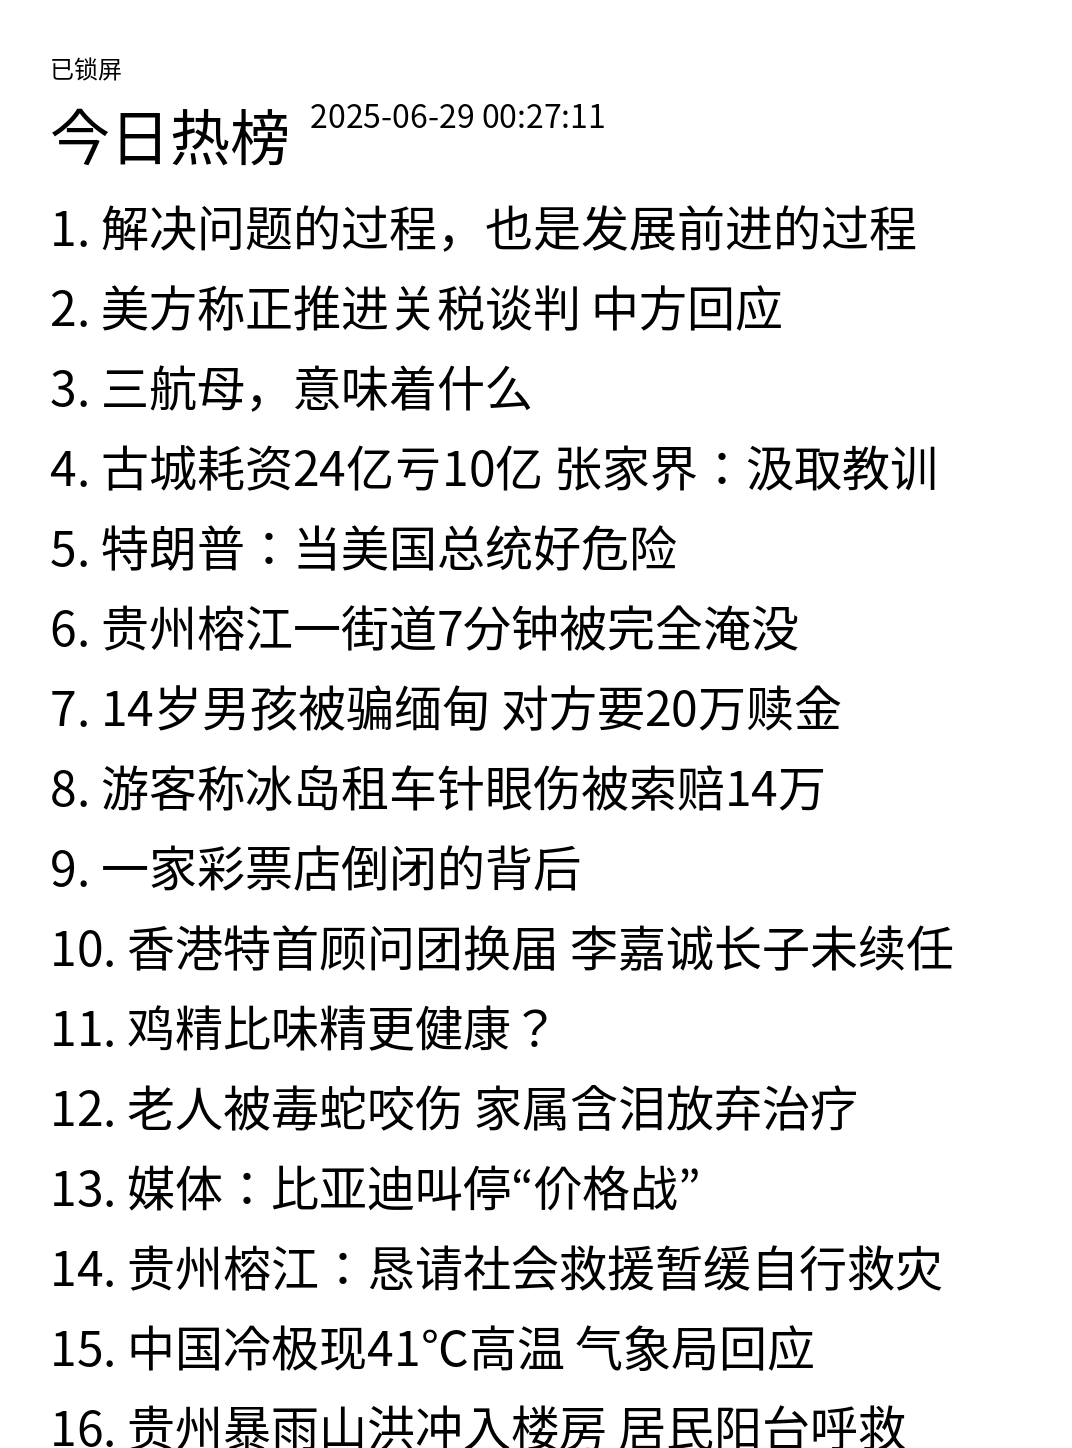 已锁屏
今日热榜 2025-06-29 00:27:11
1. 解决问题的过程，也是发展前进的过程
2. 美方称正推进关税谈判 中方回应
3. 三航母，意味着什么
4. 古城耗资24亿亏10亿 张家界：汲取教训
5. 特朗普：当美国总统好危险
6. 贵州榕江一街道7分钟被完全淹没
7. 14岁男孩被骗缅甸 对方要20万赎金
8. 游客称冰岛租车针眼伤被索赔14万
9. 一家彩票店倒闭的背后
10. 香港特首顾问团换届 李嘉诚长子未续任
11. 鸡精比味精更健康？
12. 老人被毒蛇咬伤 家属含泪放弃治疗
13. 媒体：比亚迪叫停“价格战”
14. 贵州榕江：恳请社会救援暂缓自行救灾
15. 中国冷极现41℃高温 气象局回应
16. 贵州暴雨山洪冲入楼房 居民阳台呼救